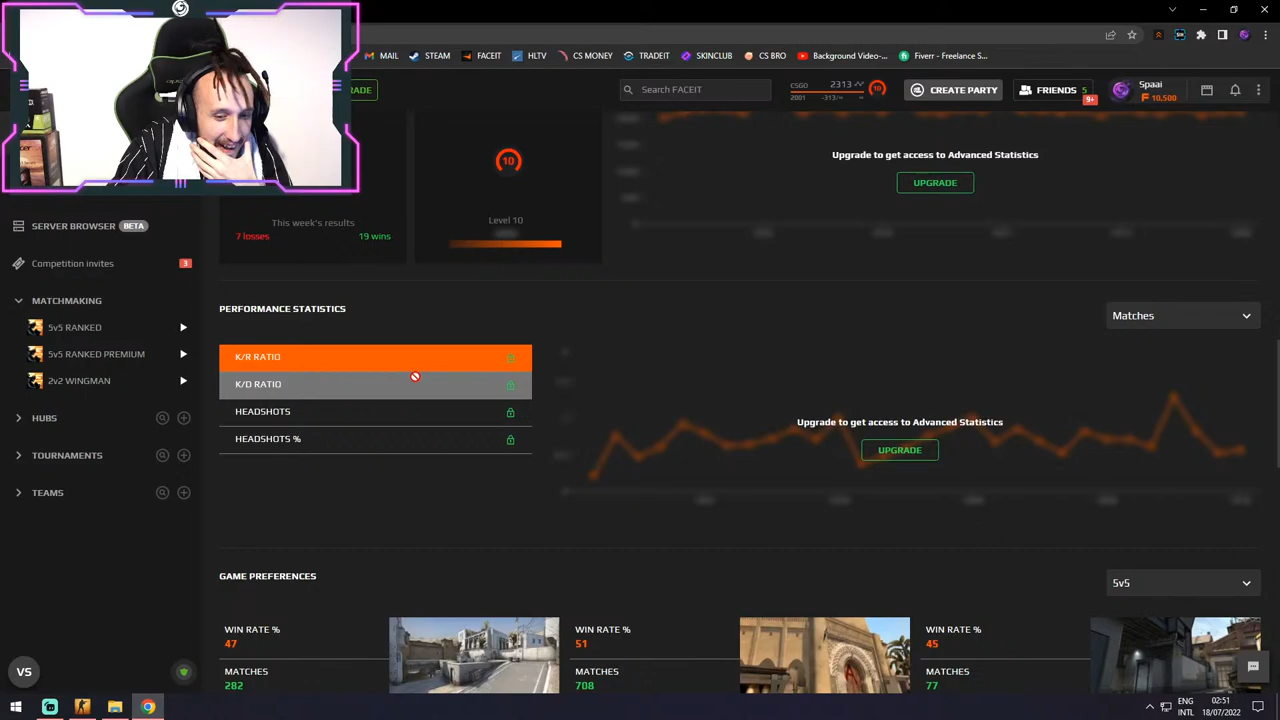 MAIL STEAM FACEIT HLTV CS MONEY TRADEIT SKINCLUB CS BRO Background Video-... Fiverr - Freelance S...
ADE
Search FACEIT
CSGO 2313 10
2001 -313/∞ ∞
CREATE PARTY
FRIENDS 5
9+
Spaai
10,500
10
This week's results
7 losses 19 wins
Level 10
Upgrade to get access to Advanced Statistics
UPGRADE
SERVER BROWSER BETA
Competition invites 3
MATCHMAKING
5v5 RANKED
5v5 RANKED PREMIUM
2v2 WINGMAN
HUBS
TOURNAMENTS
TEAMS
VS
PERFORMANCE STATISTICS
Matches
K/R RATIO
K/D RATIO
HEADSHOTS
HEADSHOTS %
Upgrade to get access to Advanced Statistics
UPGRADE
GAME PREFERENCES
5v5
WIN RATE %
47
MATCHES
282
WIN RATE %
51
MATCHES
708
WIN RATE %
45
MATCHES
77
ENG
INTL
02:51
18/07/2022